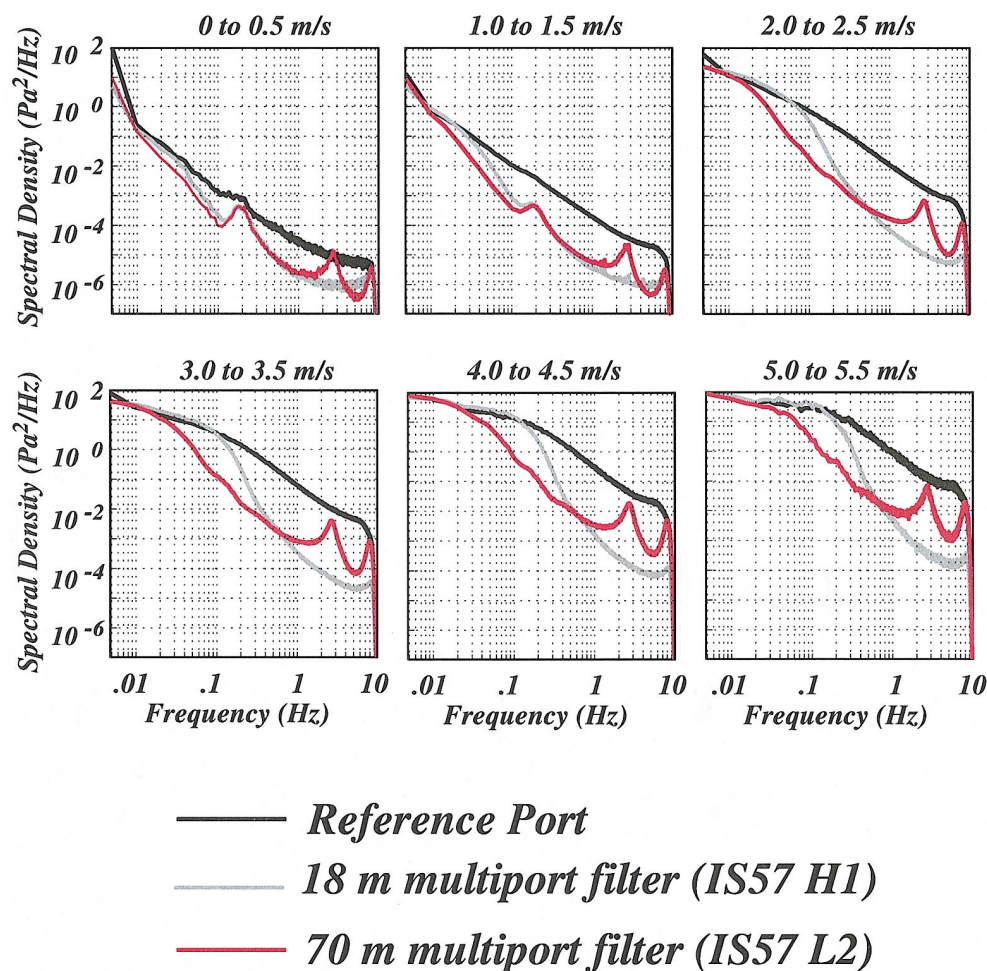 0 to 0.5 m/s 1.0 to 1.5 m/s 2.0 to 2.5 m/s
Spectral Density (Pa²/Hz)
10 2
10 0
10 -2
10 -4
10 -6
3.0 to 3.5 m/s 4.0 to 4.5 m/s 5.0 to 5.5 m/s
Spectral Density (Pa²/Hz)
10 2
10 0
10 -2
10 -4
10 -6
.01 .1 1 10 .01 .1 1 10 .01 .1 1 10
Frequency (Hz) Frequency (Hz) Frequency (Hz)
Reference Port
18 m multiport filter (IS57 H1)
70 m multiport filter (IS57 L2)